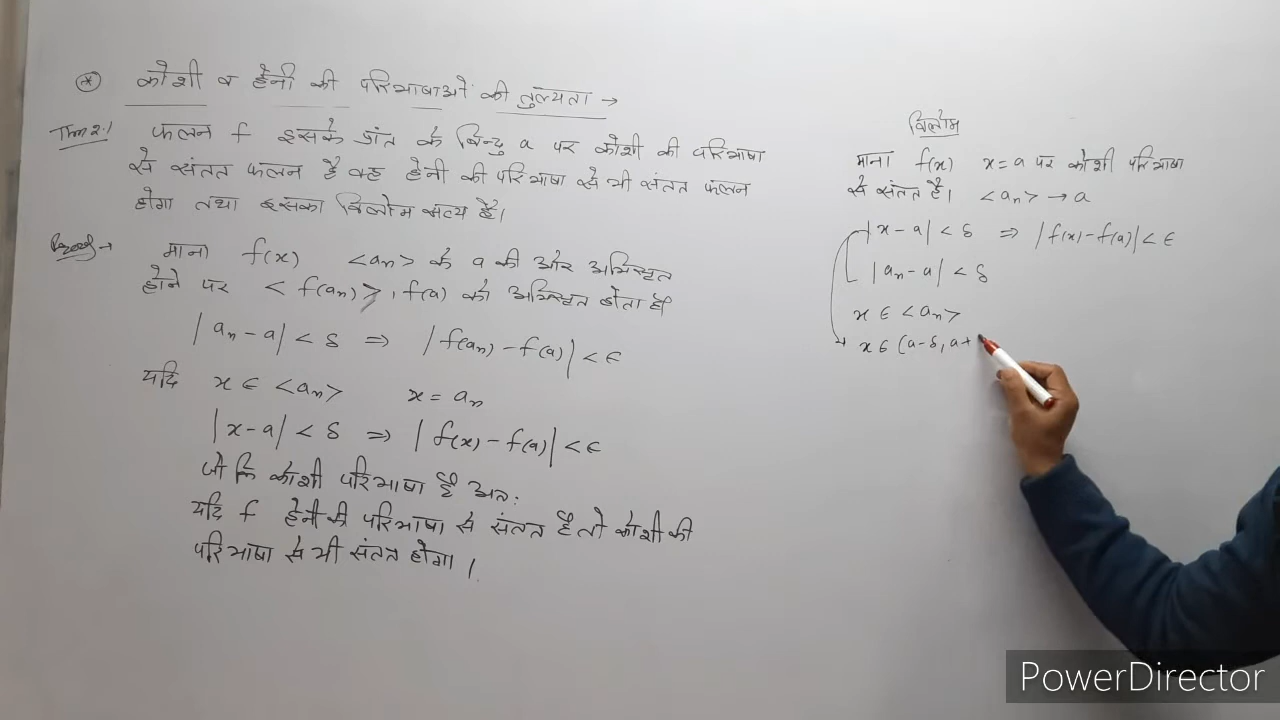 * कोशी व हेनी की परिभाषाओं की तुल्यता →
Thm 2.1 फलन f इसके प्रांत के बिन्दु a पर कोशी की परिभाषा
से संतत फलन है वह हेनी की परिभाषा से भी संतत फलन
होगा तथा इसका विलोम सत्य है।
Proof → माना f(x) <aₙ> के a की ओर अभिसृत
होने पर < f(aₙ) >, f(a) को अभिसृत होता है।
|aₙ - a| < δ ⇒ |f(aₙ) - f(a)| < ϵ
यदि x ∈ <aₙ> x = aₙ
|x - a| < δ ⇒ |f(x) - f(a)| < ϵ
जो कि कोशी परिभाषा है अत:
यदि f हेनी की परिभाषा से संतत है तो कोशी की
परिभाषा से भी संतत होगा।
विलोम
माना f(x) x = a पर कोशी परिभाषा
से संतत है। <aₙ> → a
|x - a| < δ ⇒ |f(x) - f(a)| < ϵ
|aₙ - a| < δ
x ∈ <aₙ>
→ x ∈ (a - δ, a +
PowerDirector